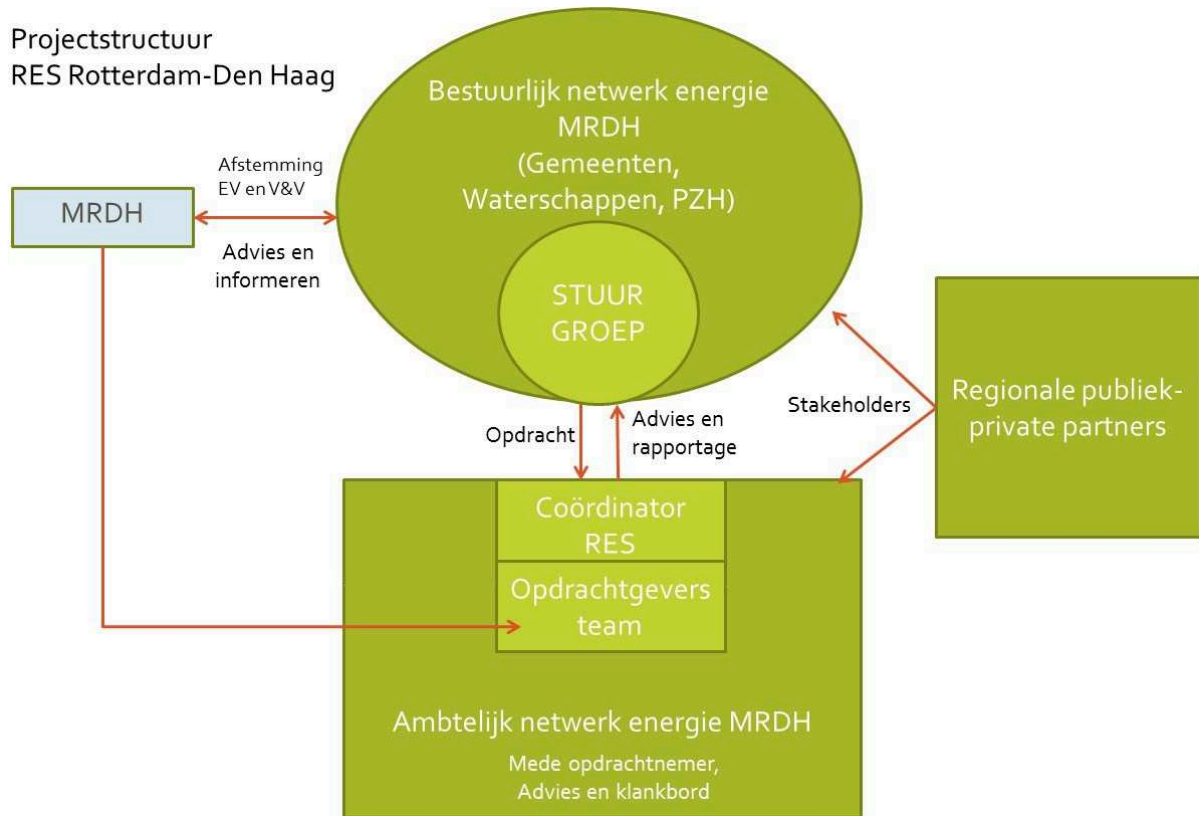 Projectstructuur
RES Rotterdam-Den Haag
Bestuurlijk netwerk energie
MRDH
(Gemeenten,
Waterschappen, PZH)
Afstemming
EV en V&V
MRDH
Advies en
informeren
STUUR
GROEP
Regionale publiek-
private partners
Stakeholders
Opdracht
Advies en
rapportage
Coördinator
RES
Opdrachtgevers
team
Ambtelijk netwerk energie MRDH
Mede opdrachtnemer,
Advies en klankbord